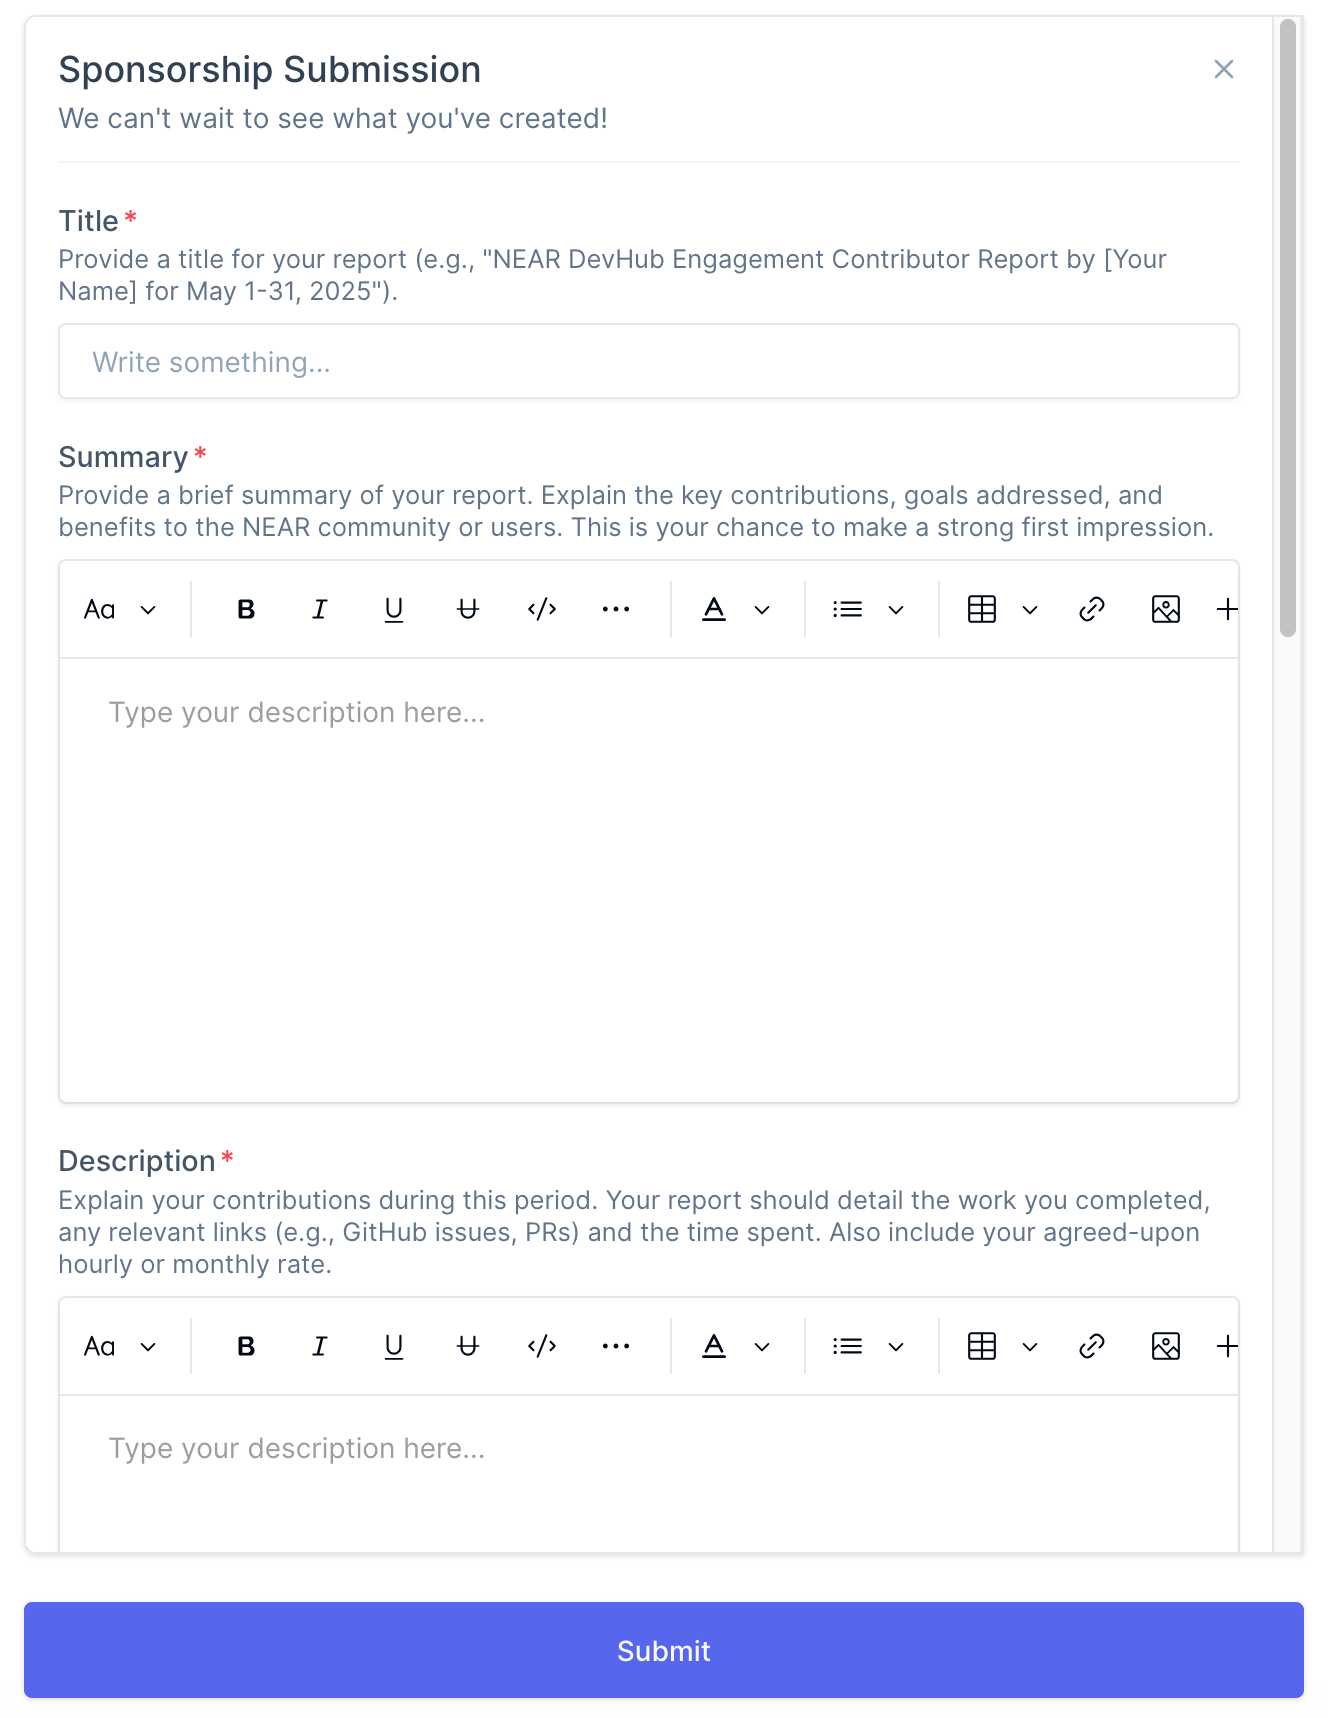 Sponsorship Submission
We can't wait to see what you've created!
Title*
Provide a title for your report (e.g., "NEAR DevHub Engagement Contributor Report by [Your
Name] for May 1-31, 2025").
Write something...
Summary*
Provide a brief summary of your report. Explain the key contributions, goals addressed, and
benefits to the NEAR community or users. This is your chance to make a strong first impression.
Aa B I U U </> ... A
Type your description here...
Description*
Explain your contributions during this period. Your report should detail the work you completed,
any relevant links (e.g., GitHub issues, PRs) and the time spent. Also include your agreed-upon
hourly or monthly rate.
Aa B I U U </> ... A
Type your description here...
Submit